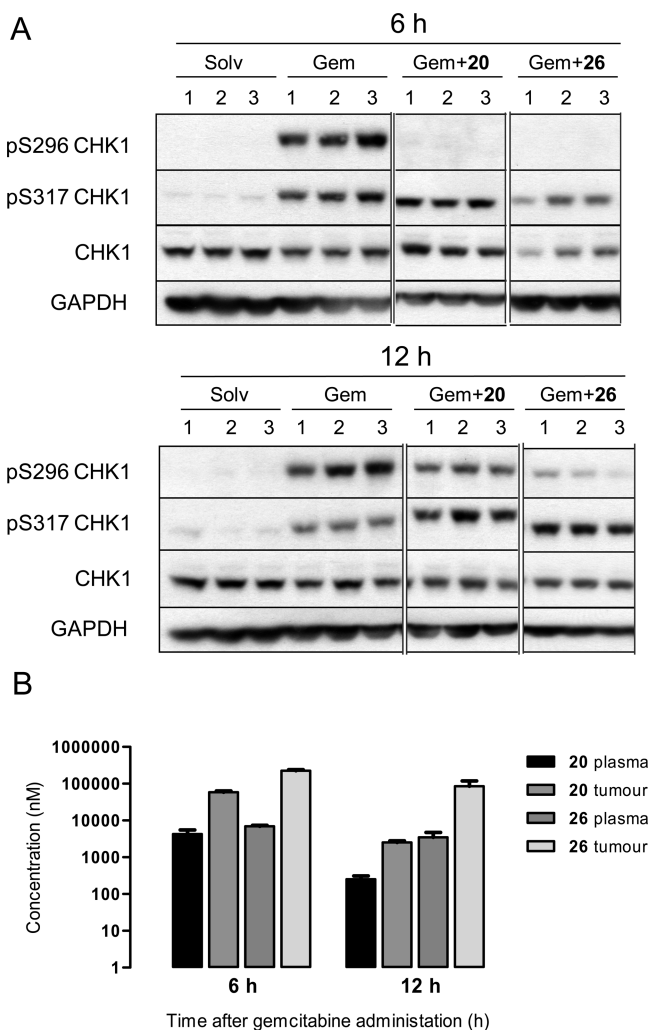 A
6 h
Solv Gem Gem+20 Gem+26
1 2 3 1 2 3 1 2 3 1 2 3
pS296 CHK1
pS317 CHK1
CHK1
GAPDH
12 h
Solv Gem Gem+20 Gem+26
1 2 3 1 2 3 1 2 3 1 2 3
pS296 CHK1
pS317 CHK1
CHK1
GAPDH
B
Concentration (nM)
1000000
100000
10000
1000
100
10
1
6 h 12 h
Time after gemcitabine administation (h)
20 plasma
20 tumour
26 plasma
26 tumour